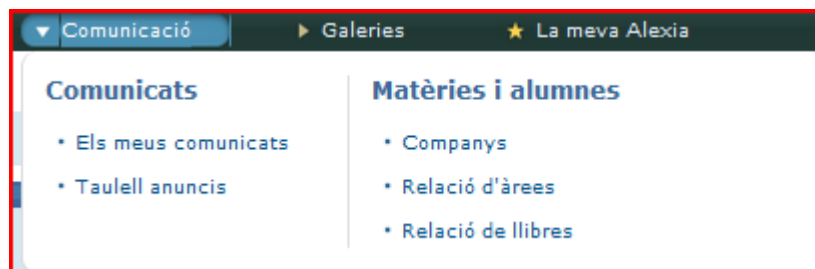 Comunicació Galeries La meva Alexia
Comunicats
• Els meus comunicats
• Taulell anuncis
Matèries i alumnes
• Companys
• Relació d'àrees
• Relació de llibres